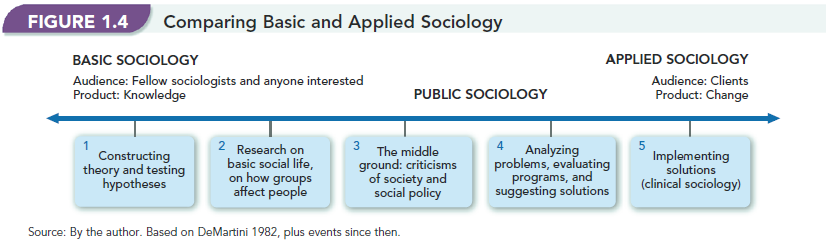 FIGURE 1.4 Comparing Basic and Applied Sociology
BASIC SOCIOLOGY
Audience: Fellow sociologists and anyone interested
Product: Knowledge
PUBLIC SOCIOLOGY
APPLIED SOCIOLOGY
Audience: Clients
Product: Change
1
Constructing
theory and testing
hypotheses
2
Research on
basic social life,
on how groups
affect people
3
The middle
ground: criticisms
of society and
social policy
4
Analyzing
problems, evaluating
programs, and
suggesting solutions
5
Implementing
solutions
(clinical sociology)
Source: By the author. Based on DeMartini 1982, plus events since then.